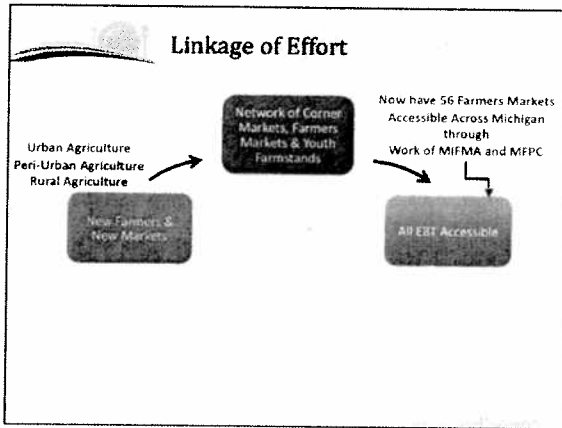 Linkage of Effort
Urban Agriculture
Peri-Urban Agriculture
Rural Agriculture
New Farmers &
New Markets
Network of Corner
Markets, Farmers
Markets & Youth
Farmstands
Now have 56 Farmers Markets
Accessible Across Michigan
through
Work of MIFMA and MFPC
All EBT Accessible